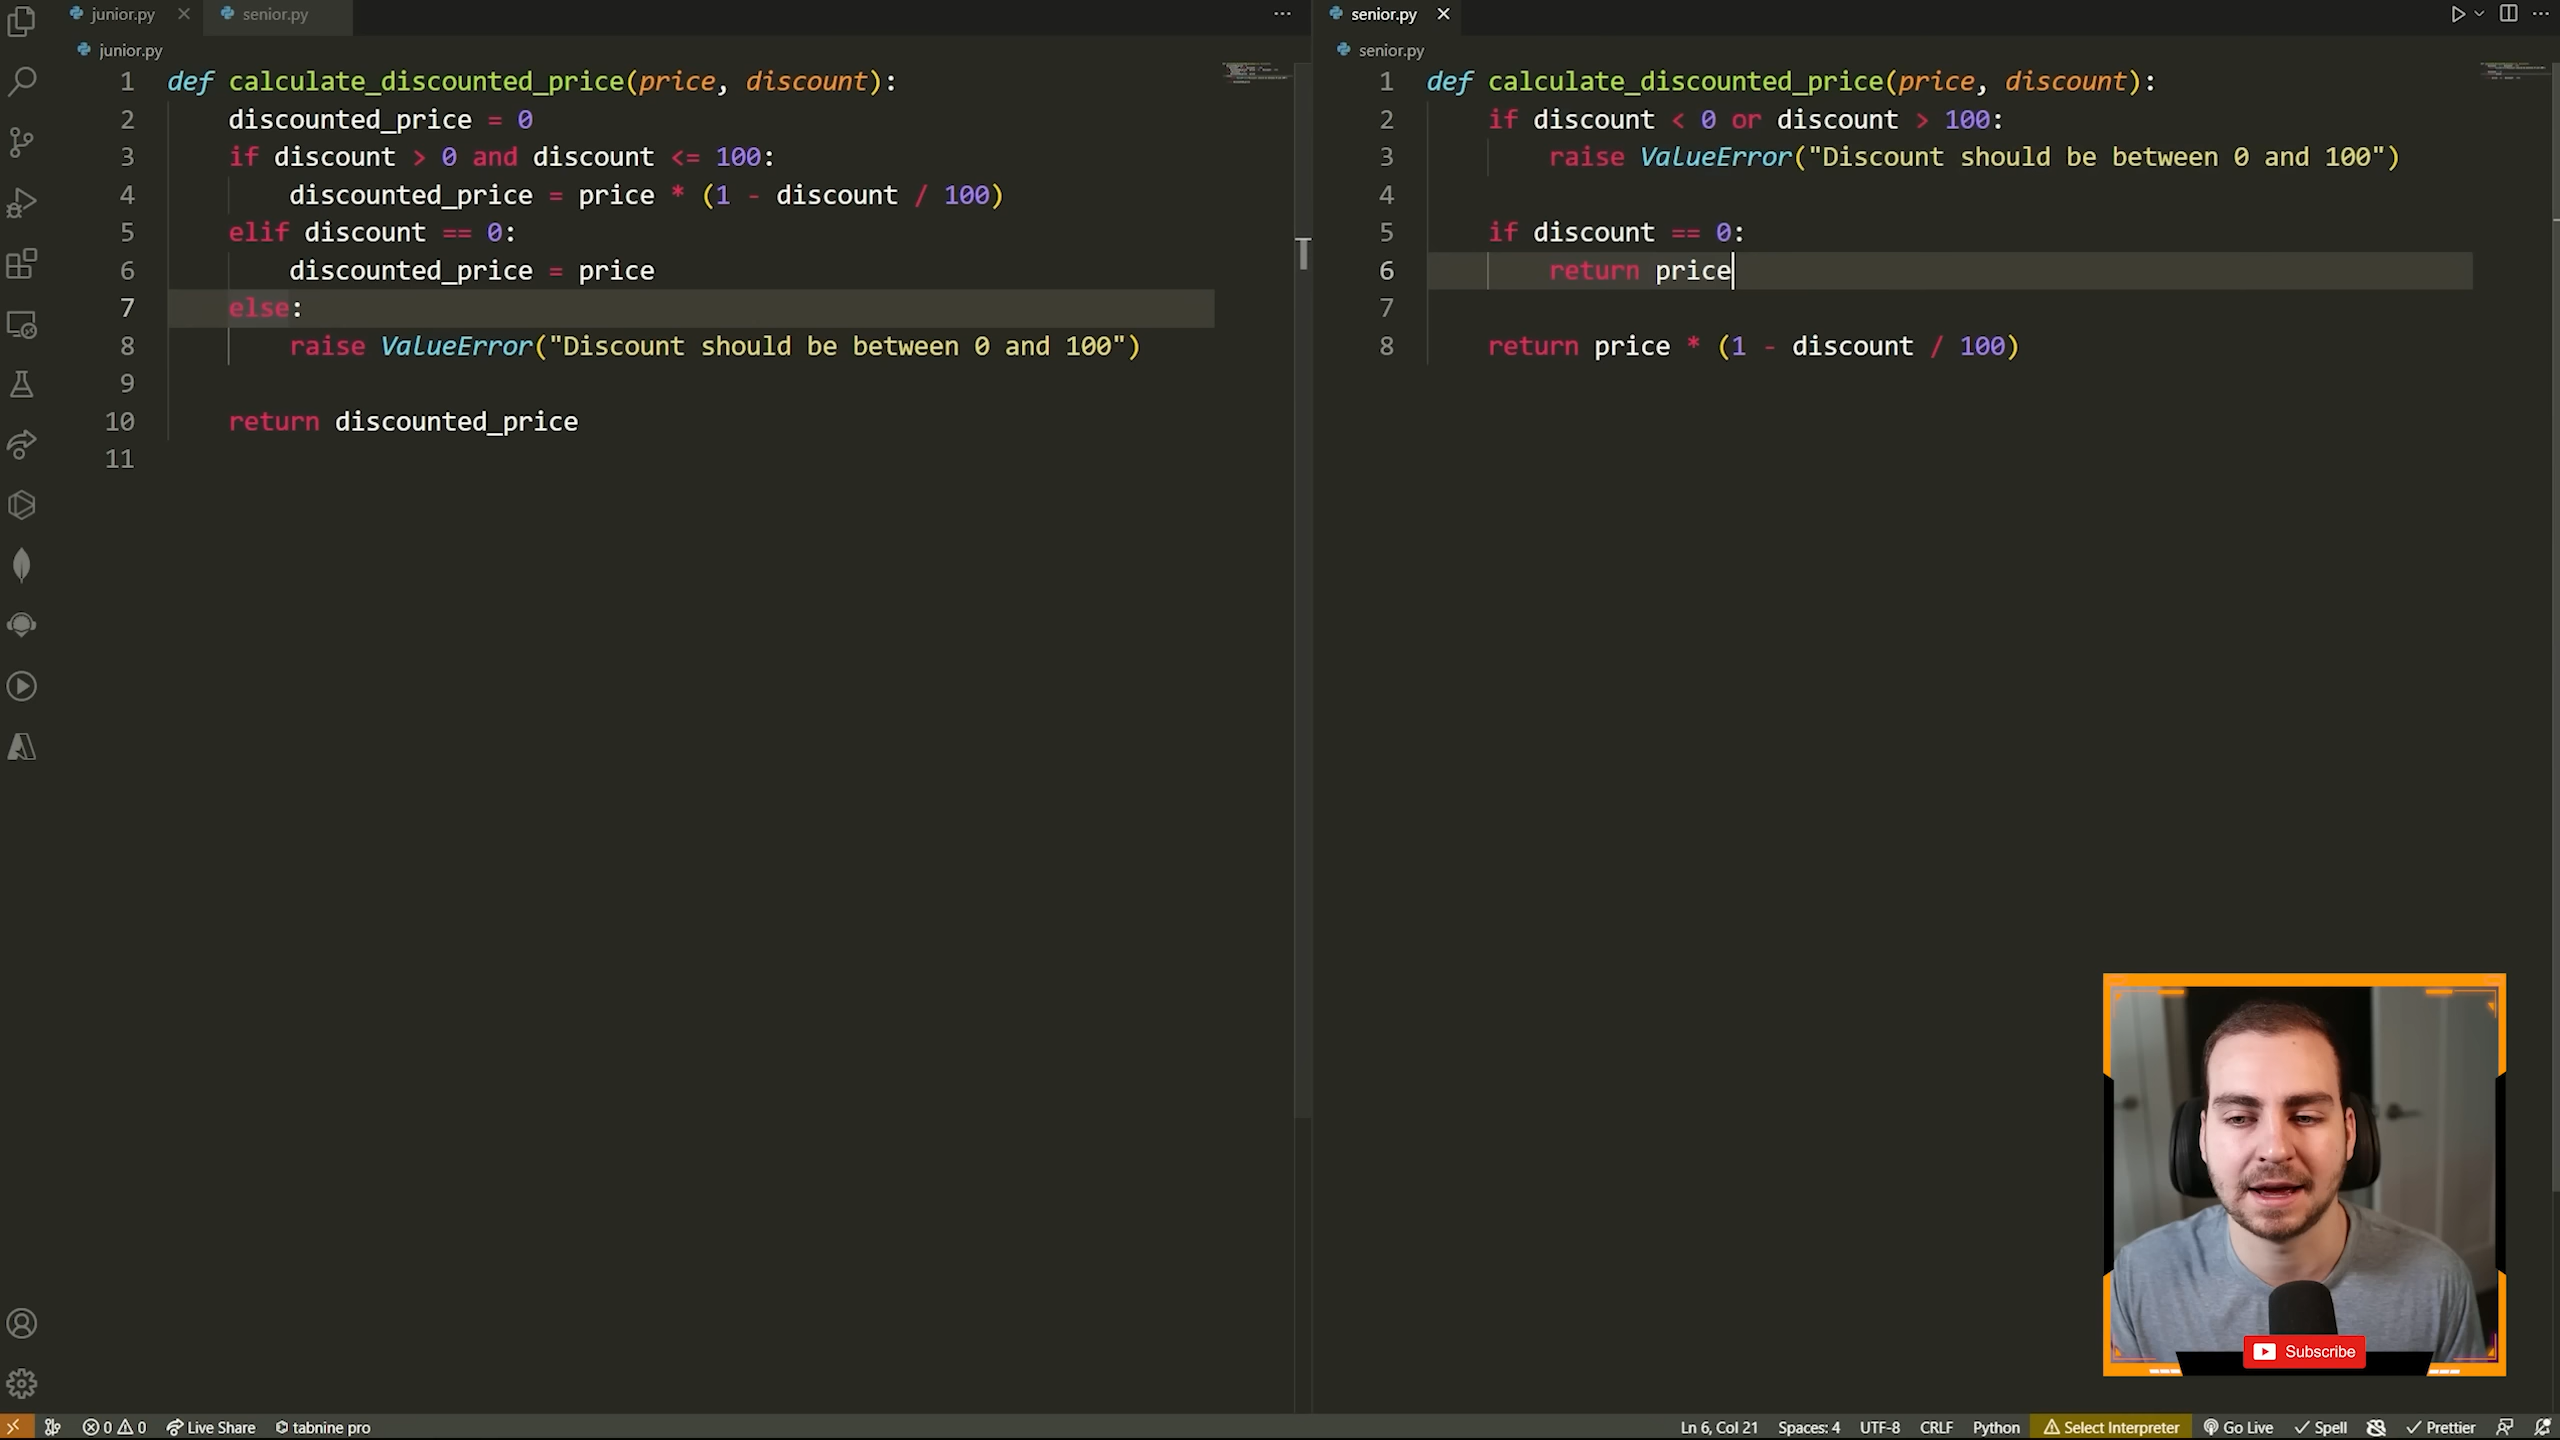 junior.py
senior.py
junior.py
1 def calculate_discounted_price(price, discount):
2 discounted_price = 0
3 if discount > 0 and discount <= 100:
4 discounted_price = price * (1 - discount / 100)
5 elif discount == 0:
6 discounted_price = price
7 else:
8 raise ValueError("Discount should be between 0 and 100")
9
10 return discounted_price
11
senior.py
senior.py
1 def calculate_discounted_price(price, discount):
2 if discount < 0 or discount > 100:
3 raise ValueError("Discount should be between 0 and 100")
4
5 if discount == 0:
6 return price
7
8 return price * (1 - discount / 100)
Subscribe
0 0 Live Share tabnine pro Ln 6, Col 21 Spaces: 4 UTF-8 CRLF Python Select Interpreter Go Live Spell Prettier